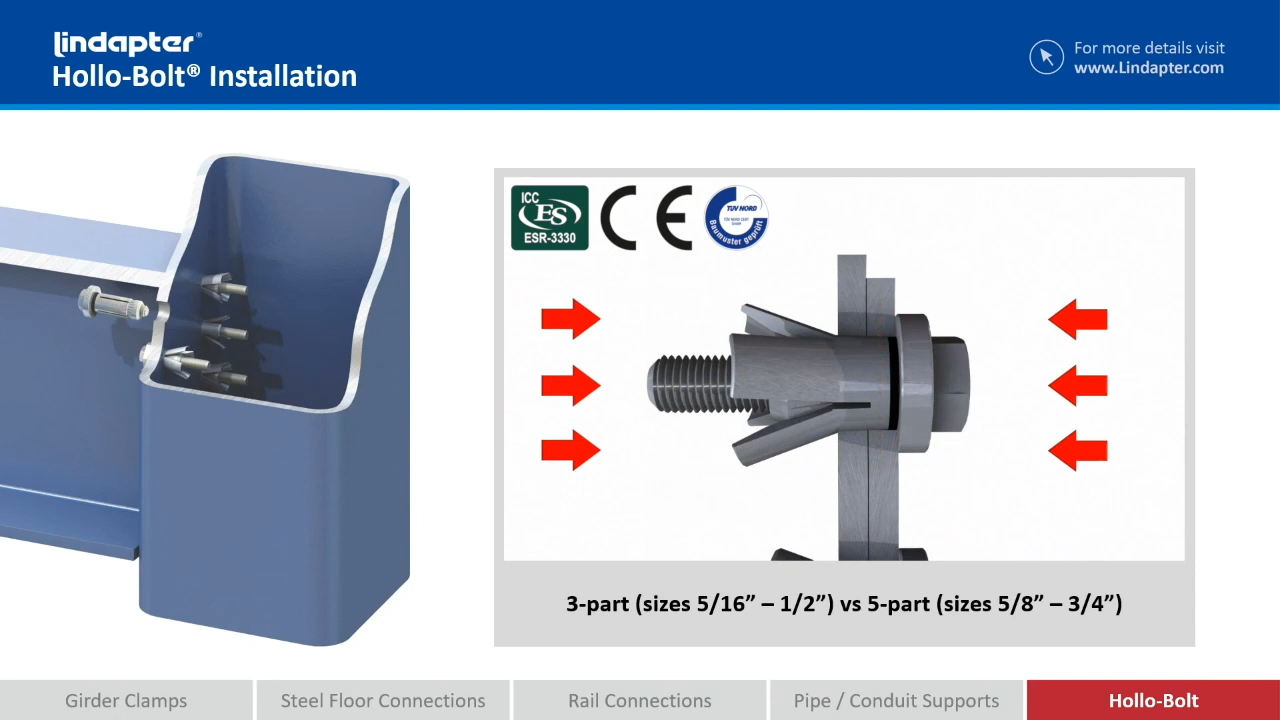 lindapter®
Hollo-Bolt® Installation
For more details visit
www.Lindapter.com
ICC
ES
ESR-3330
CE
TÜV NORD
Baumuster geprüft
3-part (sizes 5/16” – 1/2”) vs 5-part (sizes 5/8” – 3/4”)
Girder Clamps
Steel Floor Connections
Rail Connections
Pipe / Conduit Supports
Hollo-Bolt